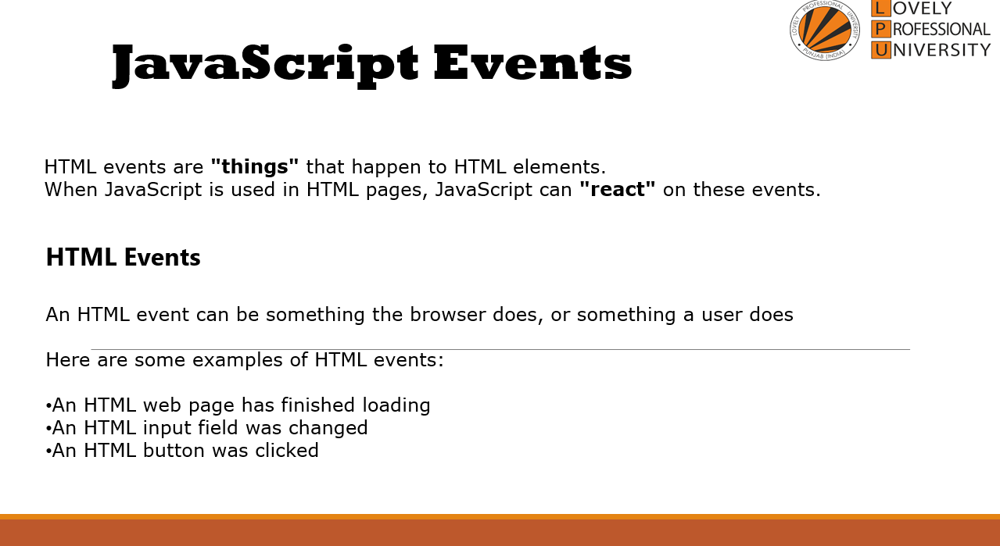 LOVELY PROFESSIONAL UNIVERSITY
PUNJAB (INDIA)
LOVELY
PROFESSIONAL
UNIVERSITY
JavaScript Events
HTML events are "things" that happen to HTML elements.
When JavaScript is used in HTML pages, JavaScript can "react" on these events.
HTML Events
An HTML event can be something the browser does, or something a user does
Here are some examples of HTML events:
•An HTML web page has finished loading
•An HTML input field was changed
•An HTML button was clicked